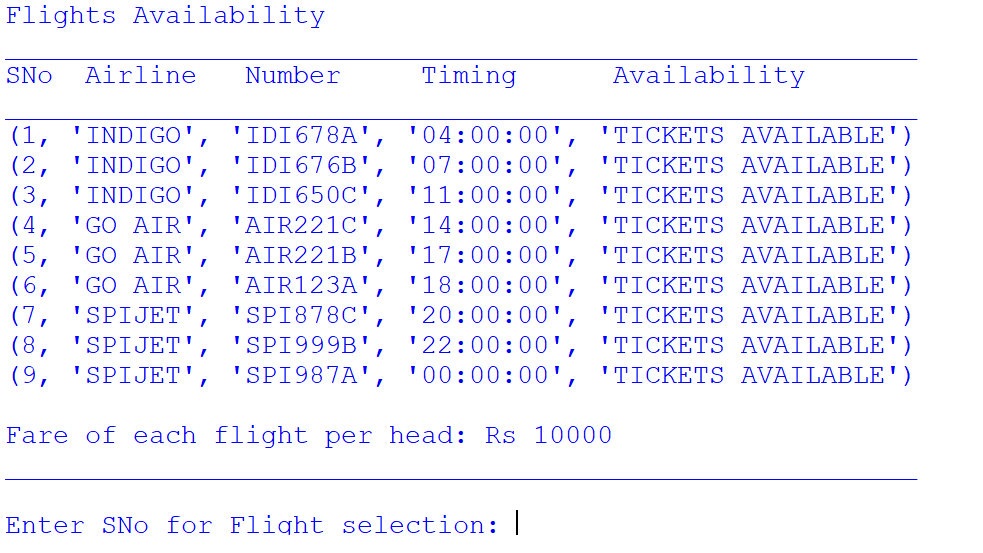 Flights Availability
SNo  Airline   Number     Timing      Availability
(1, 'INDIGO', 'IDI678A', '04:00:00', 'TICKETS AVAILABLE')
(2, 'INDIGO', 'IDI676B', '07:00:00', 'TICKETS AVAILABLE')
(3, 'INDIGO', 'IDI650C', '11:00:00', 'TICKETS AVAILABLE')
(4, 'GO AIR', 'AIR221C', '14:00:00', 'TICKETS AVAILABLE')
(5, 'GO AIR', 'AIR221B', '17:00:00', 'TICKETS AVAILABLE')
(6, 'GO AIR', 'AIR123A', '18:00:00', 'TICKETS AVAILABLE')
(7, 'SPIJET', 'SPI878C', '20:00:00', 'TICKETS AVAILABLE')
(8, 'SPIJET', 'SPI999B', '22:00:00', 'TICKETS AVAILABLE')
(9, 'SPIJET', 'SPI987A', '00:00:00', 'TICKETS AVAILABLE')
Fare of each flight per head: Rs 10000
Enter SNo for Flight selection: